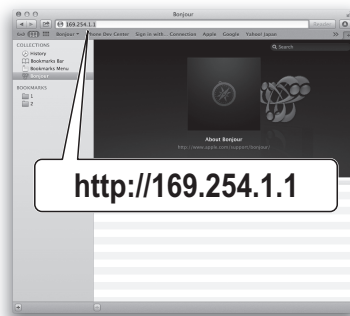 Bonjour
169.254.1.1
Reader
Bonjour
Dev Center
Sign in with...Connection
Apple
Google
Yahoo! Japan
COLLECTIONS
History
Bookmarks Bar
Bookmarks Menu
Bonjour
BOOKMARKS
1
2
Search
About Bonjour
http://www.apple.com/support/bonjour/
http://169.254.1.1